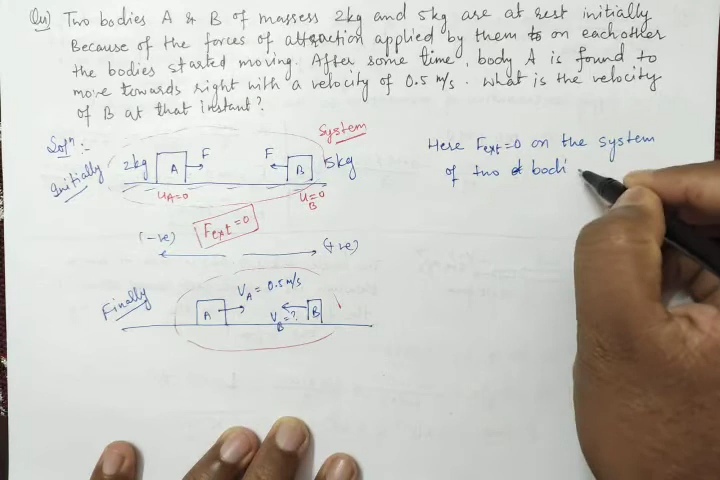 Qn) Two bodies A & B of massess 2kg and 5kg are at rest initially
Because of the forces of attraction applied by them on each other
the bodies started moving. After some time, body A is found to
move towards right with a velocity of 0.5 m/s. What is the velocity
of B at that instant?
Soln:-
System
Initially
2kg A F F B 5kg
uA=0 uB=0
Fext=0
(-ve) (+ve)
Finally
VA = 0.5m/s
A VB=? B
Here Fext=0 on the system
of two bodi